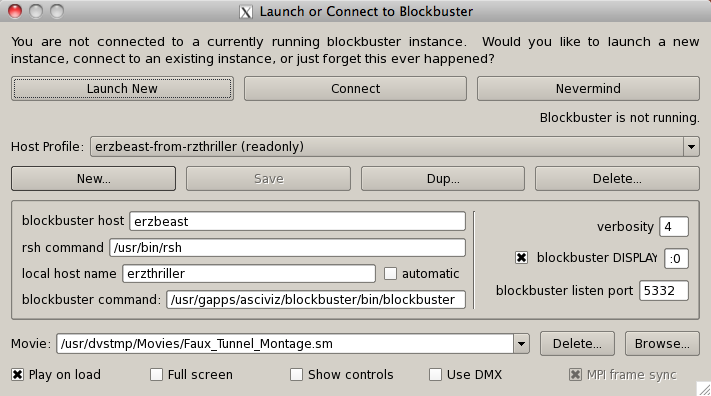 Launch or Connect to Blockbuster
You are not connected to a currently running blockbuster instance. Would you like to launch a new
instance, connect to an existing instance, or just forget this ever happened?
Launch New Connect Nevermind
Blockbuster is not running.
Host Profile: erzbeast-from-rzthriller (readonly)
New... Save Dup... Delete...
blockbuster host erzbeast
rsh command /usr/bin/rsh
local host name erzthriller automatic
blockbuster command: /usr/gapps/asciviz/blockbuster/bin/blockbuster
verbosity 4
blockbuster DISPLAY :0
blockbuster listen port 5332
Movie: /usr/dvstmp/Movies/Faux_Tunnel_Montage.sm Delete... Browse...
Play on load Full screen Show controls Use DMX MPI frame sync